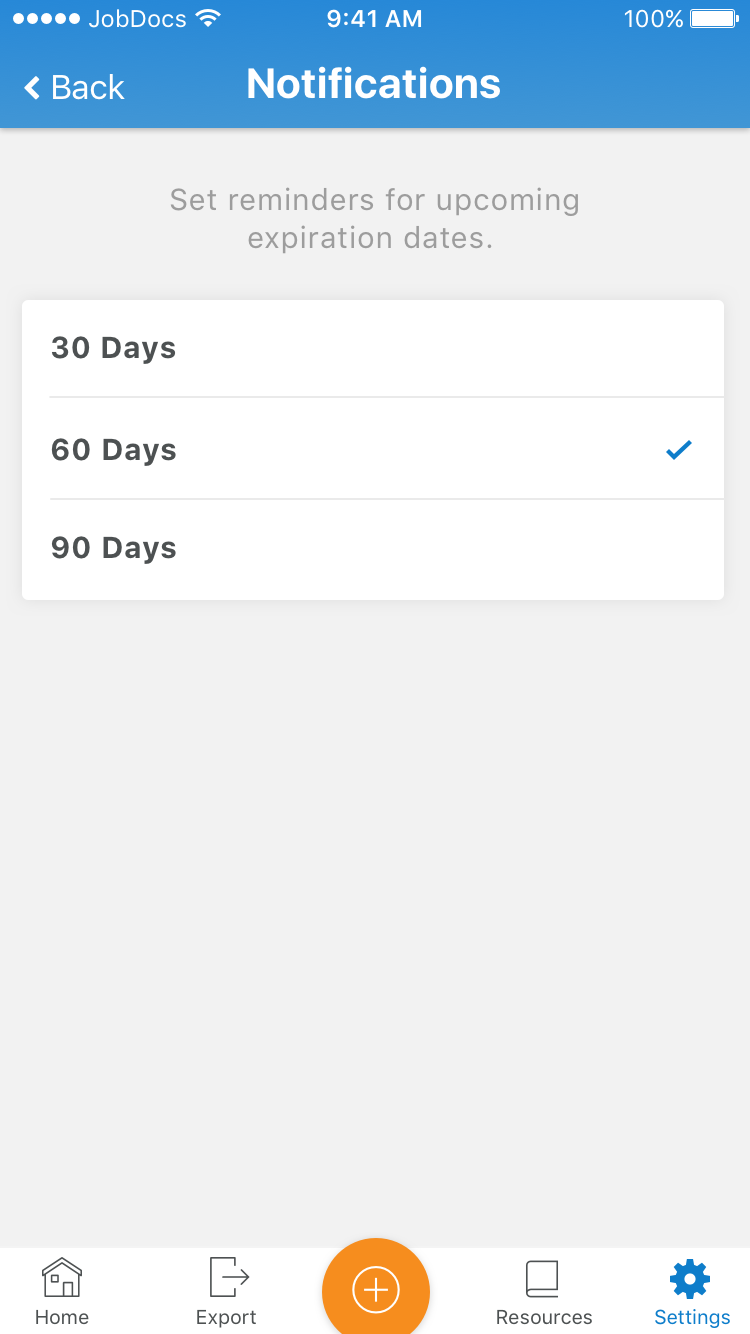 JobDocs 9:41 AM 100%
Back Notifications
Set reminders for upcoming
expiration dates.
30 Days
60 Days
90 Days
Home Export Resources Settings